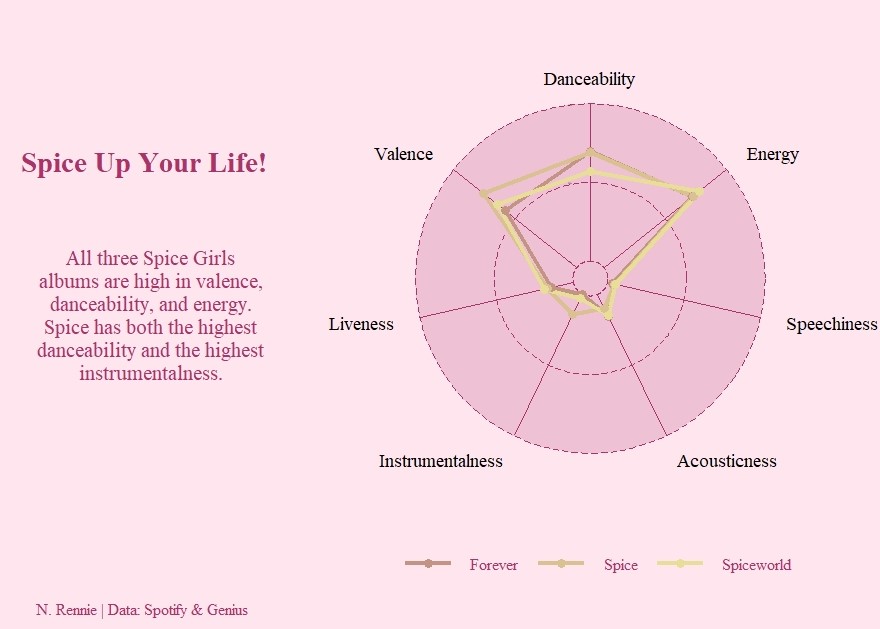 Spice Up Your Life!
All three Spice Girls
albums are high in valence,
danceability, and energy.
Spice has both the highest
danceability and the highest
instrumentalness.
Danceability
Valence
Energy
Liveness
Speechiness
Instrumentalness
Acousticness
Forever
Spice
Spiceworld
N. Rennie | Data: Spotify & Genius